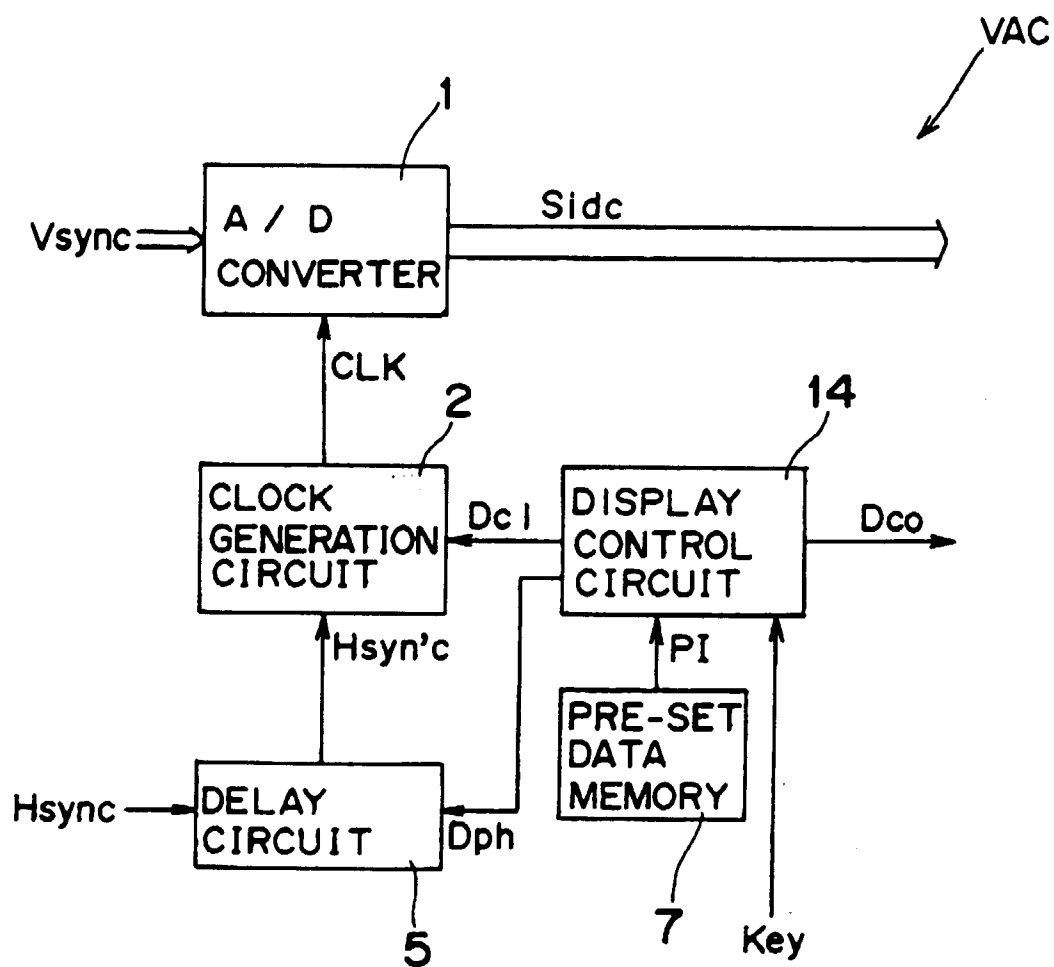 VAC
1
A / D
CONVERTER
Vsync
Sidc
CLK
2
14
CLOCK
GENERATION
CIRCUIT
Dcl
DISPLAY
CONTROL
CIRCUIT
Dco
Hsyn'c
PI
PRE-SET
DATA
MEMORY
Hsync
DELAY
CIRCUIT
Dph
5
7
Key